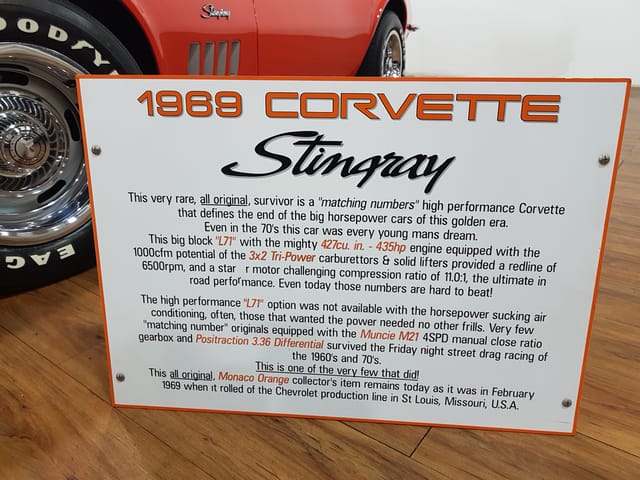 GOODYE
Stingray
EAG
1969 CORVETTE
Stingray
This very rare, all original, survivor is a "matching numbers" high performance Corvette
that defines the end of the big horsepower cars of this golden era.
Even in the 70's this car was every young mans dream.
This big block "L71" with the mighty 427cu. in. - 435hp engine equipped with the
1000cfm potential of the 3x2 Tri-Power carburettors & solid lifters provided a redline of
6500rpm, and a star r motor challenging compression ratio of 11.0:1, the ultimate in
road performance. Even today those numbers are hard to beat!
The high performance "L71" option was not available with the horsepower sucking air
conditioning, often, those that wanted the power needed no other frills. Very few
"matching number" originals equipped with the Muncie M21 4SPD manual close ratio
gearbox and Positraction 3.36 Differential survived the Friday night street drag racing of
the 1960's and 70's.
This is one of the very few that did!
This all original, Monaco Orange collector's item remains today as it was in February
1969 when it rolled of the Chevrolet production line in St Louis, Missouri, U.S.A.